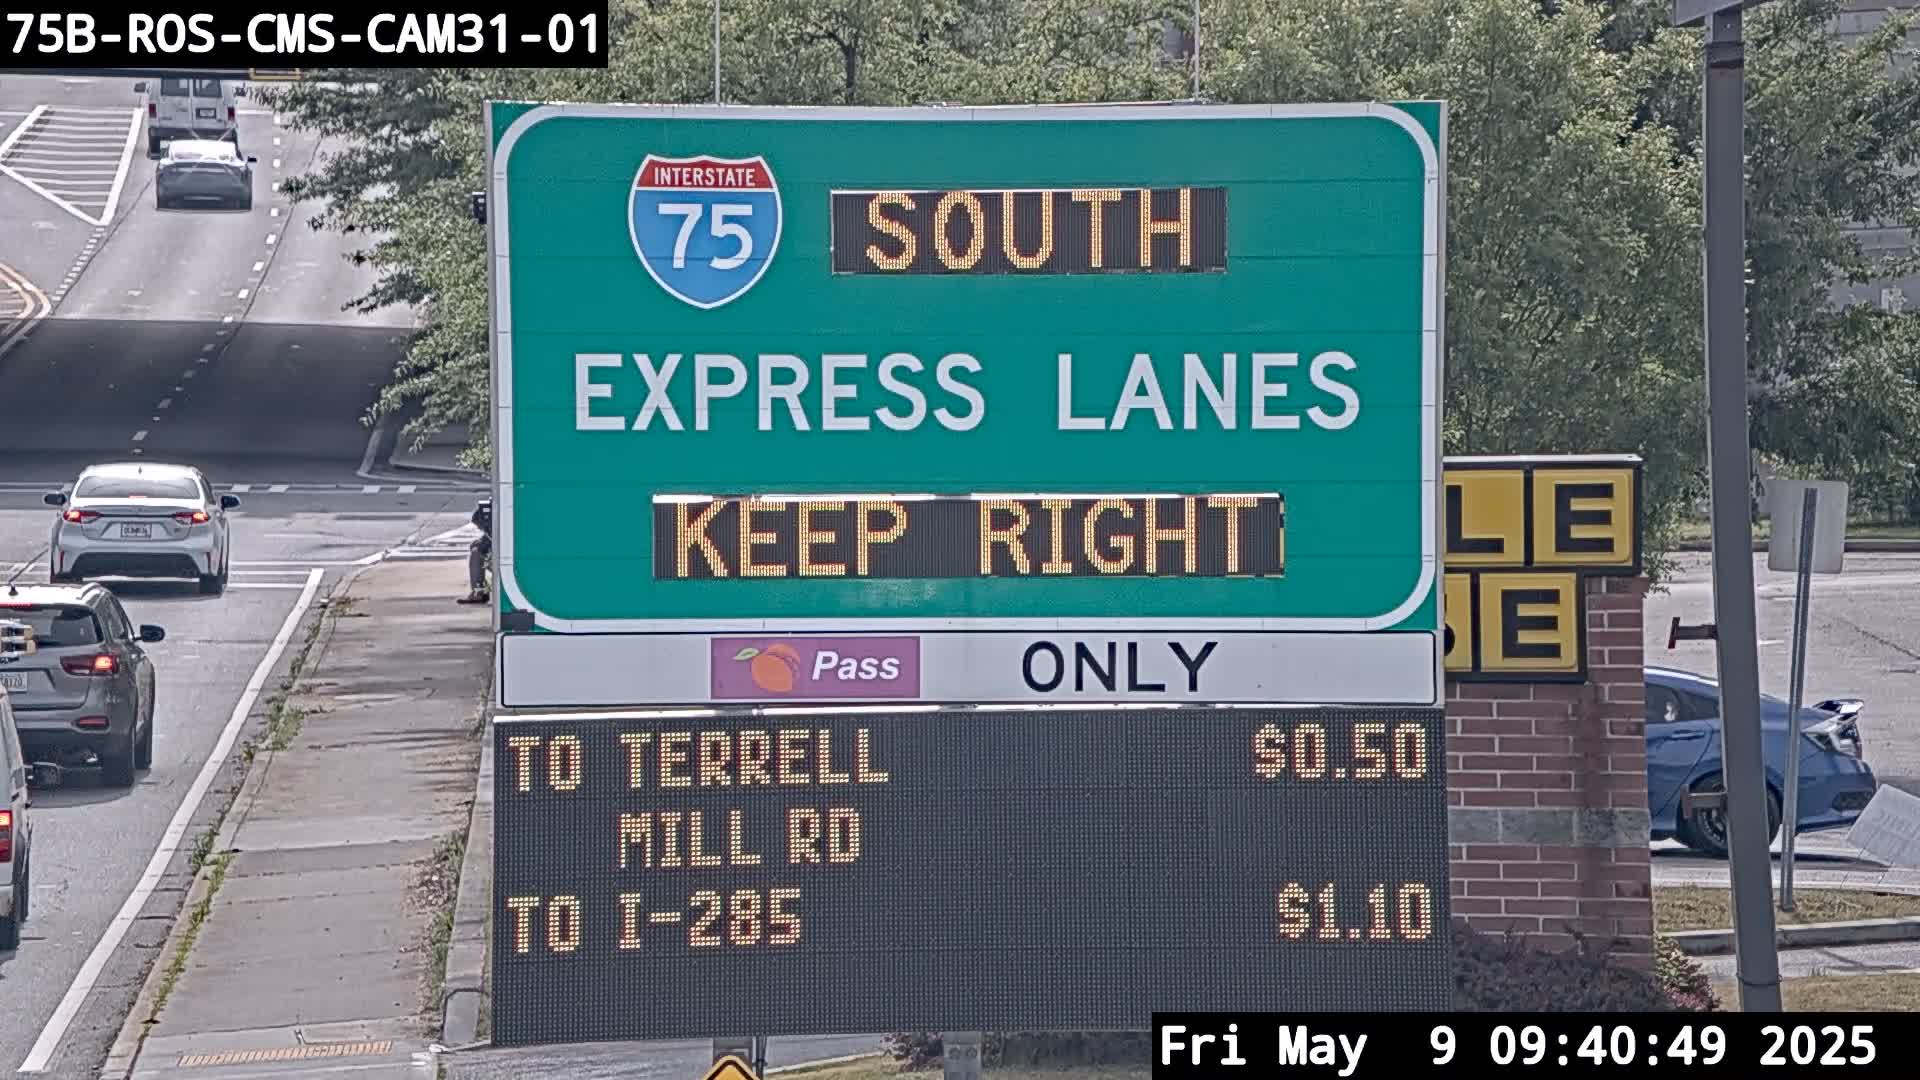 75B-ROS-CMS-CAM31-01
INTERSTATE
75
SOUTH
EXPRESS LANES
KEEP RIGHT
Pass ONLY
TO TERRELL $0.50
MILL RD
TO I-285 $1.10
LE
E
Fri May 9 09:40:49 2025